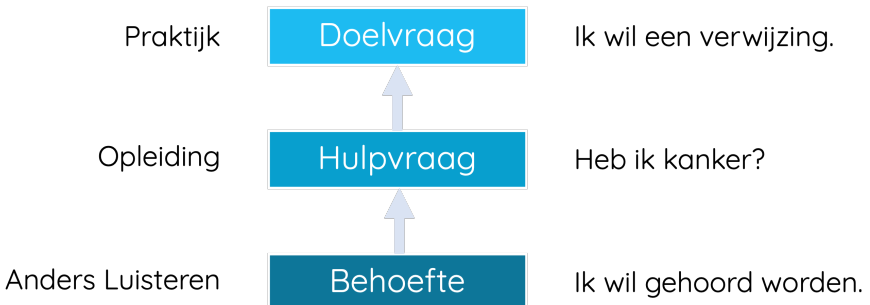 Praktijk Doelvraag Ik wil een verwijzing.
Opleiding Hulpvraag Heb ik kanker?
Anders Luisteren Behoefte Ik wil gehoord worden.